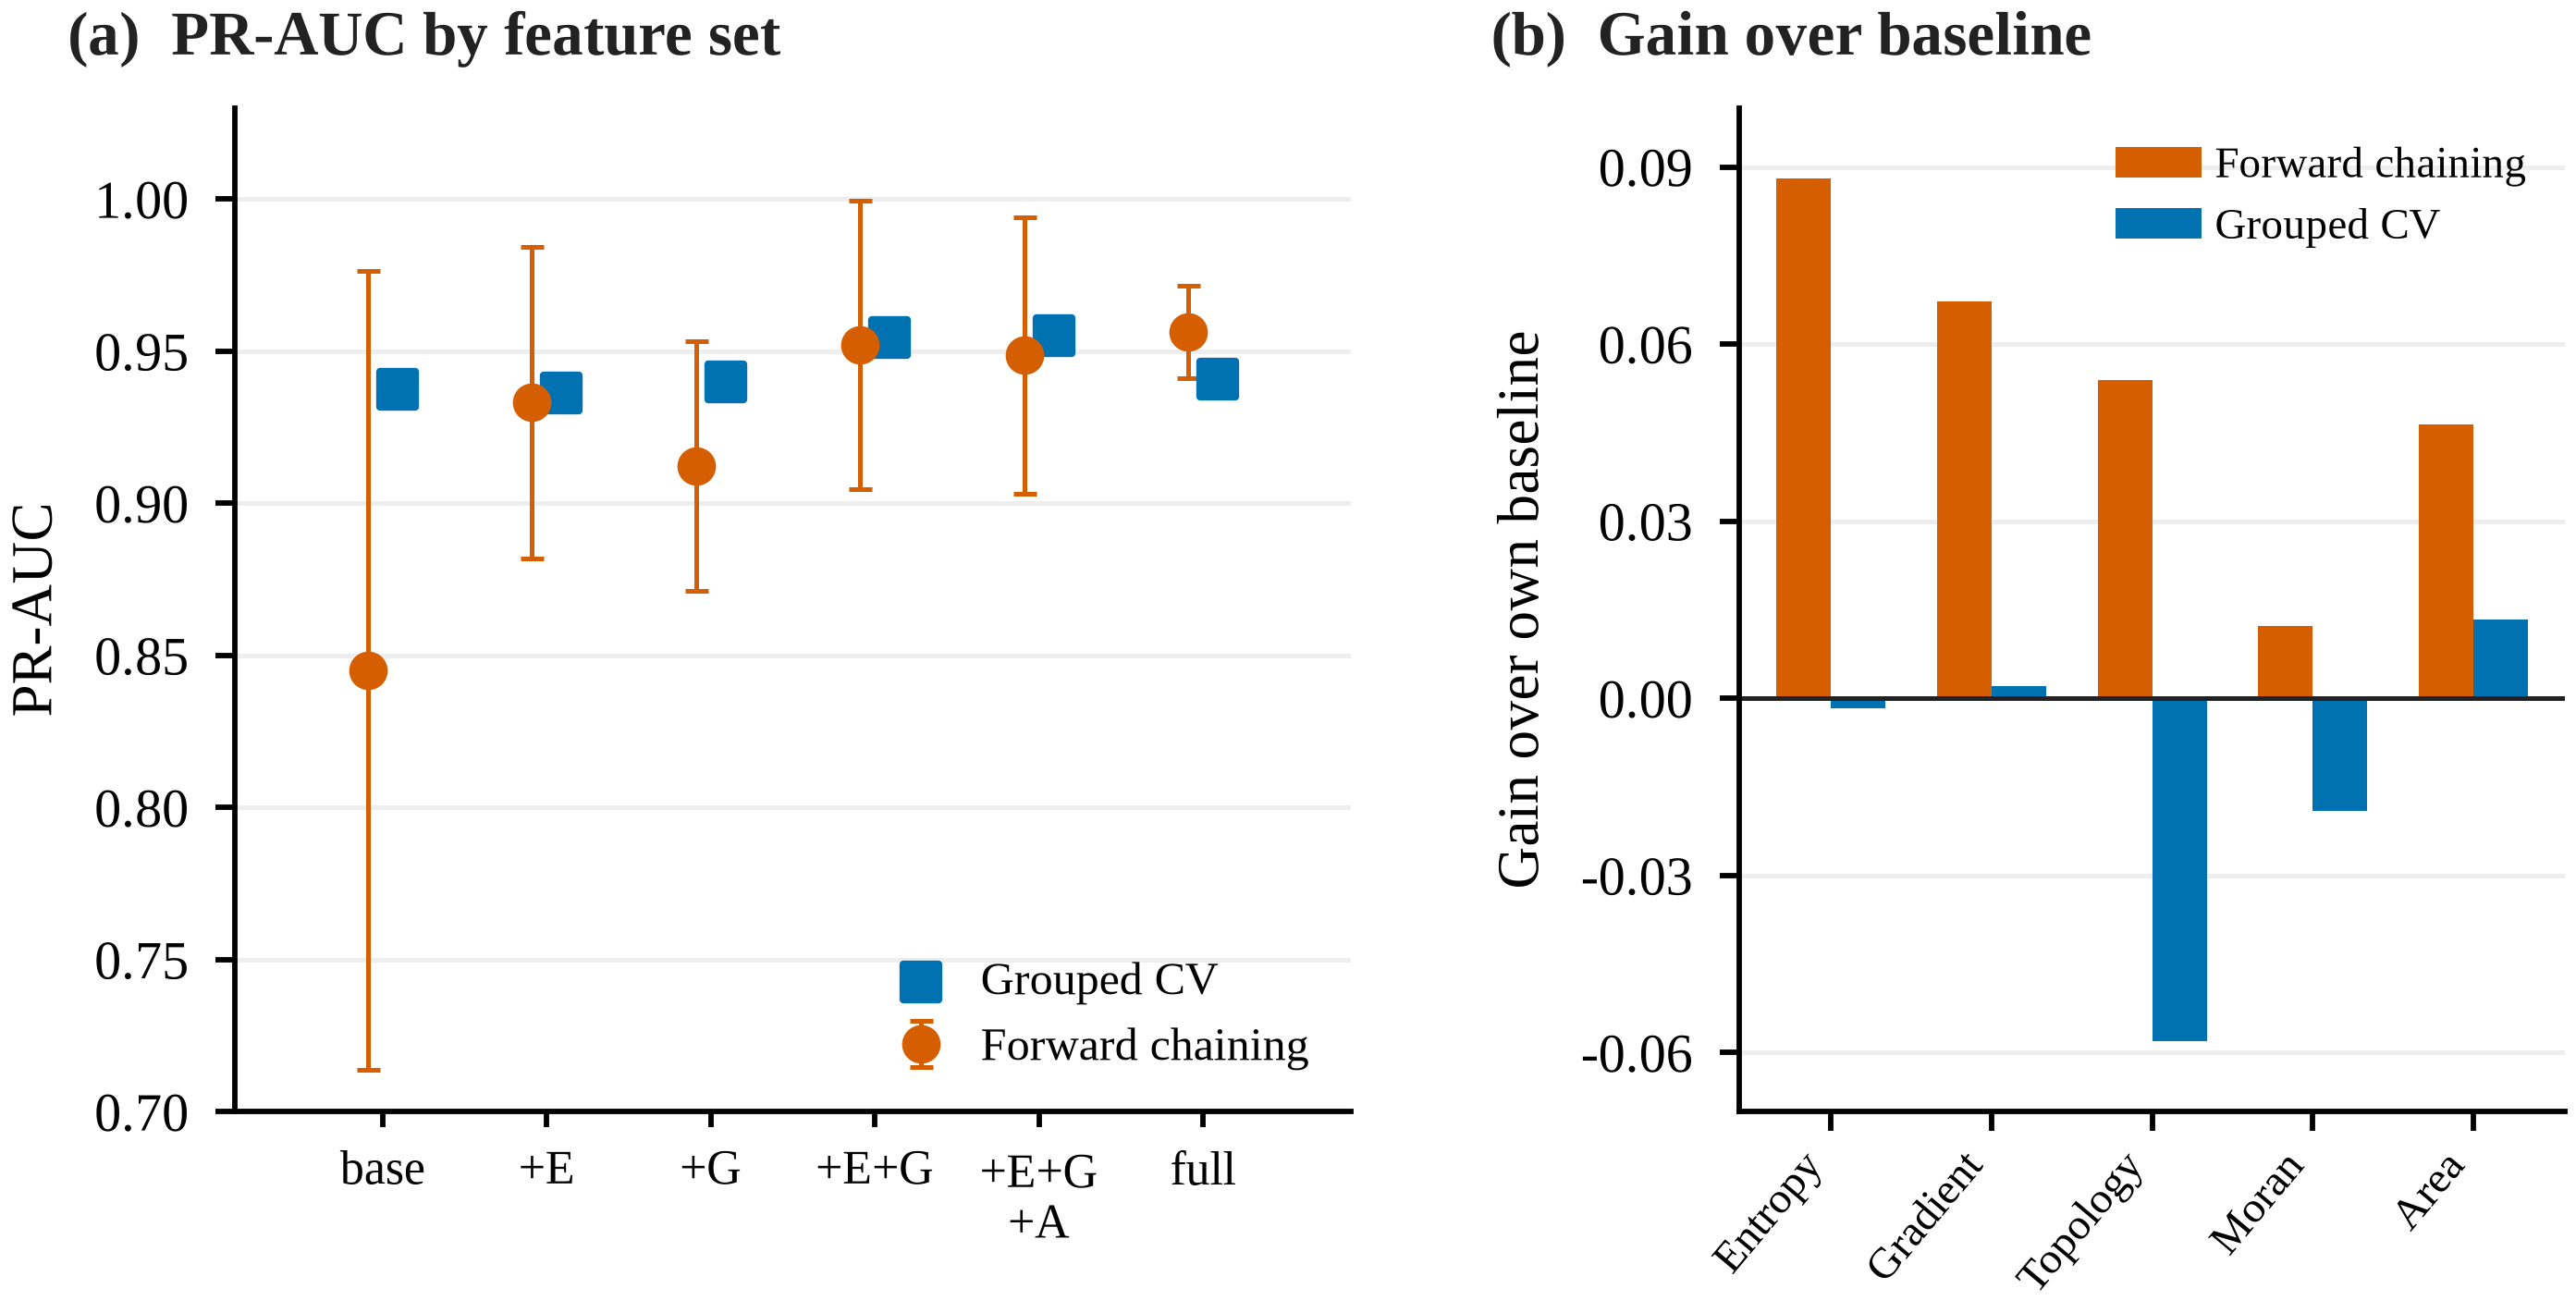 (a) PR-AUC by feature set
PR-AUC
1.00
0.95
0.90
0.85
0.80
0.75
0.70
base
+E
+G
+E+G
+E+G
+A
full
Grouped CV
Forward chaining
(b) Gain over baseline
Gain over own baseline
0.09
0.06
0.03
0.00
-0.03
-0.06
Forward chaining
Grouped CV
Entropy
Gradient
Topology
Moran
Area